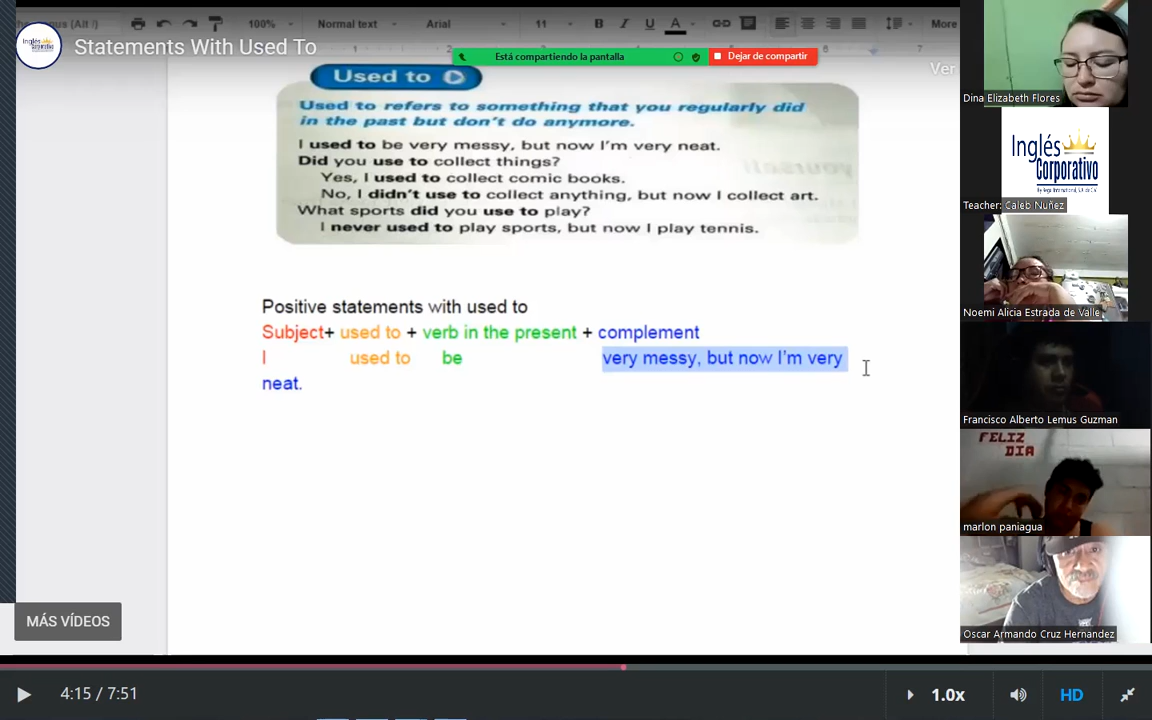 100%
Normal text
Arial
11
B I U A
More
Statements With Used To
Está compartiendo la pantalla
Dejar de compartir
Ver
Used to
Used to refers to something that you regularly did
in the past but don't do anymore.
I used to be very messy, but now I'm very neat.
Did you use to collect things?
Yes, I used to collect comic books.
No, I didn't use to collect anything, but now I collect art.
What sports did you use to play?
I never used to play sports, but now I play tennis.
Positive statements with used to
Subject+ used to + verb in the present + complement
I used to be very messy, but now I'm very
neat.
MÁS VÍDEOS
4:15 / 7:51
1.0x
HD
Dina Elizabeth Flores
Inglés
Corporativo
Teacher: Caleb Nuñez
Noemi Alicia Estrada de Valle
Francisco Alberto Lemus Guzman
FELIZ
DIA
marlon paniagua
Oscar Armando Cruz Hernandez